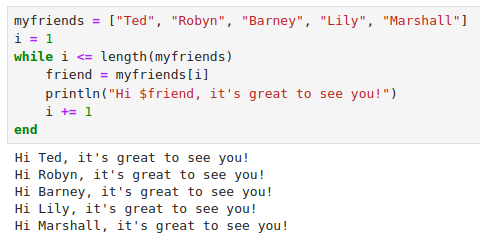 myfriends = ["Ted", "Robyn", "Barney", "Lily", "Marshall"]
i = 1
while i <= length(myfriends)
    friend = myfriends[i]
    println("Hi $friend, it's great to see you!")
    i += 1
end
Hi Ted, it's great to see you!
Hi Robyn, it's great to see you!
Hi Barney, it's great to see you!
Hi Lily, it's great to see you!
Hi Marshall, it's great to see you!